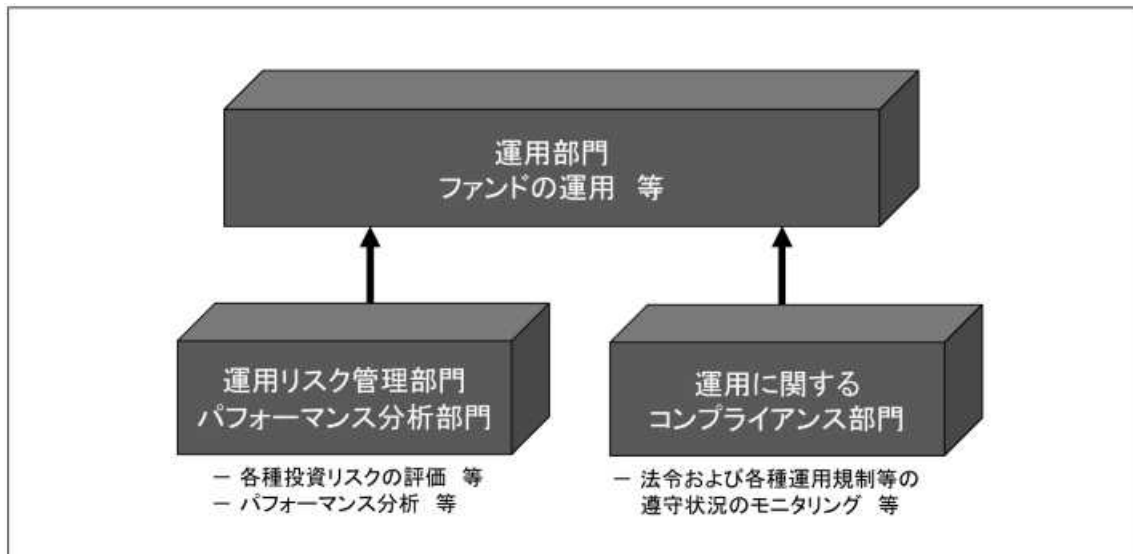 運用部門
ファンドの運用　等
運用リスク管理部門
パフォーマンス分析部門
運用に関する
コンプライアンス部門
－ 各種投資リスクの評価　等
－ パフォーマンス分析　等
－ 法令および各種運用規制等の
遵守状況のモニタリング　等